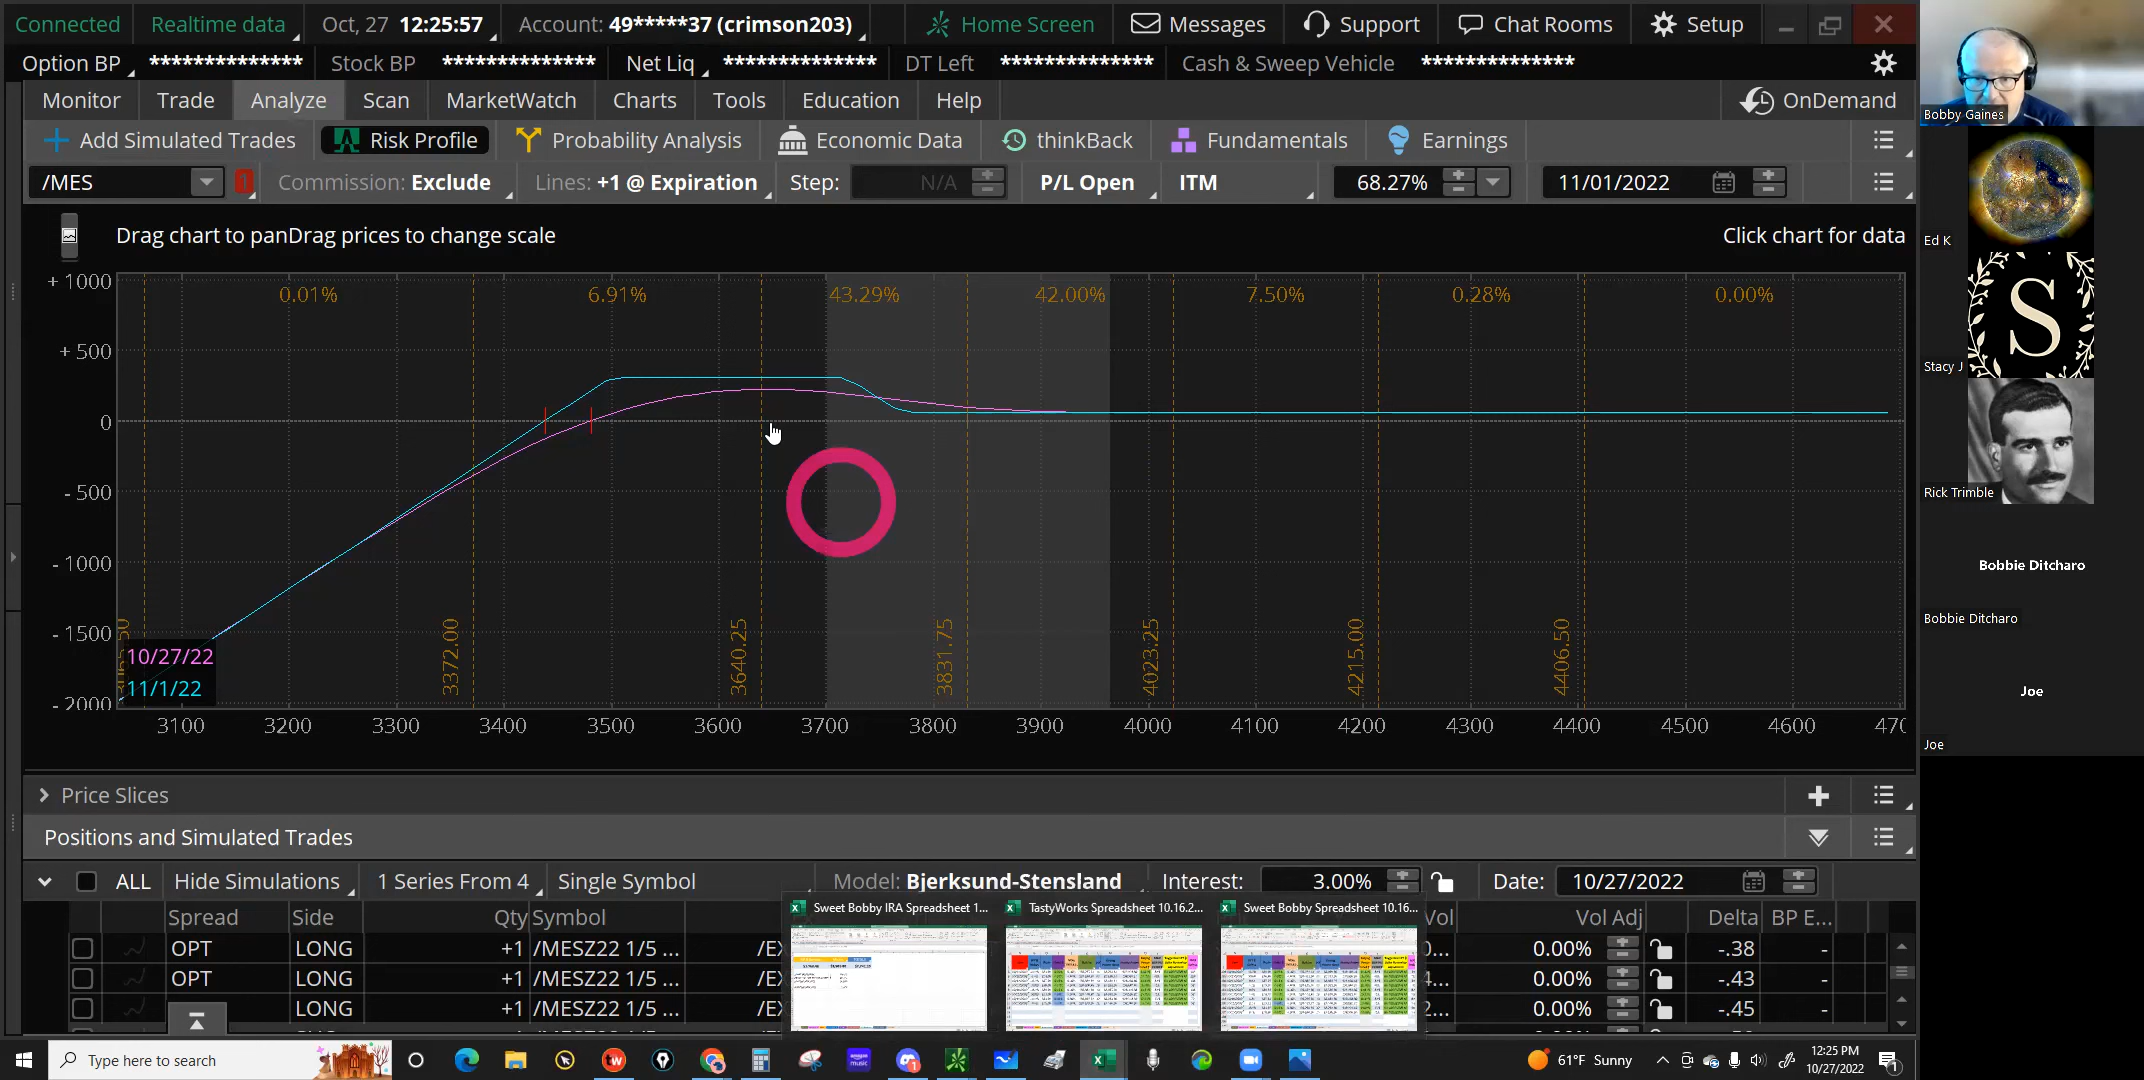 Connected Realtime data Oct, 27 12:25:57 Account: 49*****37 (crimson203) Home Screen Messages Support Chat Rooms Setup
Option BP ************** Stock BP ************** Net Liq ************** DT Left ************** Cash & Sweep Vehicle **************
Monitor Trade Analyze Scan MarketWatch Charts Tools Education Help OnDemand
Add Simulated Trades Risk Profile Probability Analysis Economic Data thinkBack Fundamentals Earnings
/MES 1 Commission: Exclude Lines: +1 @ Expiration Step: N/A P/L Open ITM 68.27% 11/01/2022
Drag chart to panDrag prices to change scale Click chart for data
+ 1000
0.01% 6.91% 43.29% 42.00% 7.50% 0.28% 0.00%
+ 500
0
- 500
- 1000
- 1500
- 2000
3372.00 3640.25 3831.75 4023.25 4215.00 4406.50
10/27/22
11/1/22
3100 3200 3300 3400 3500 3600 3700 3800 3900 4000 4100 4200 4300 4400 4500 4600
Price Slices
Positions and Simulated Trades
ALL Hide Simulations 1 Series From 4 Single Symbol Model: Bjerksund-Stensland Interest: 3.00% Date: 10/27/2022
Spread Side Qty Symbol Vol Vol Adj Delta BP E...
OPT LONG +1 /MESZ22 1/5 ... /EX 0... 0.00% -.38 -
OPT LONG +1 /MESZ22 1/5 ... /EX 4... 0.00% -.43 -
LONG +1 /MESZ22 1/5 ... /EX 2... 0.00% -.45 -
Sweet Bobby IRA Spreadsheet 1...
TastyWorks Spreadsheet 10.16.2...
Sweet Bobby Spreadsheet 10.16...
Type here to search
61°F Sunny
12:25 PM
10/27/2022
Bobby Gaines
Ed K
S
Stacy J
Rick Trimble
Bobbie Ditcharo
Bobbie Ditcharo
Joe
Joe